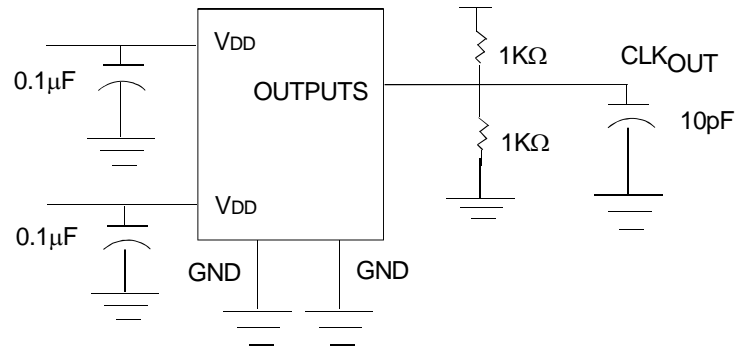 VDD
1KΩ
CLKOUT
0.1μF
OUTPUTS
10pF
1KΩ
VDD
0.1μF
GND
GND